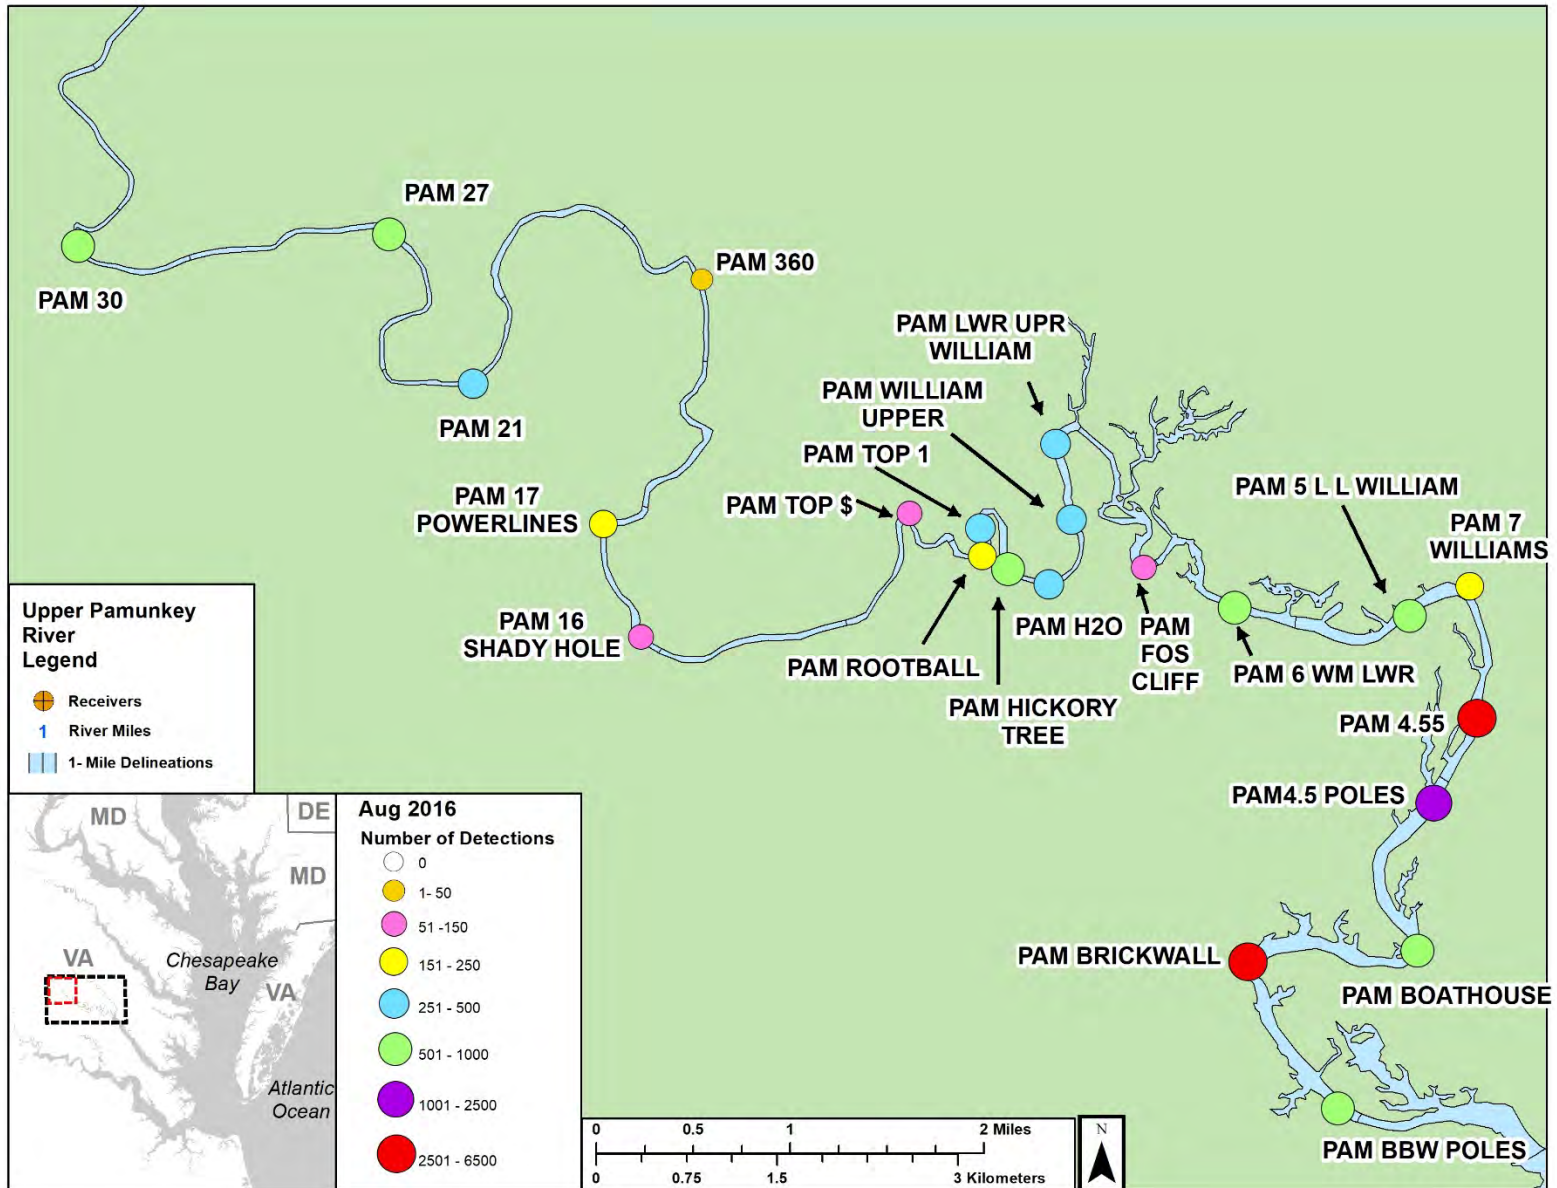 PAM 27
PAM 360
PAM 30
PAM LWR UPR
WILLIAM
PAM WILLIAM
UPPER
PAM 21
PAM TOP 1
PAM 5 L L WILLIAM
PAM 17
POWERLINES
PAM TOP $
PAM 7
WILLIAMS
PAM 16
SHADY HOLE
PAM H2O
PAM
FOS
CLIFF
PAM ROOTBALL
PAM 6 WM LWR
PAM HICKORY
TREE
PAM 4.55
PAM4.5 POLES
PAM BRICKWALL
PAM BOATHOUSE
PAM BBW POLES
Upper Pamunkey
River
Legend
Receivers
1 River Miles
1- Mile Delineations
MD
DE
MD
VA
Chesapeake
Bay
VA
Atlantic
Ocean
Aug 2016
Number of Detections
0
1- 50
51 -150
151 - 250
251 - 500
501 - 1000
1001 - 2500
2501 - 6500
0 0.5 1 2 Miles
0 0.75 1.5 3 Kilometers
N